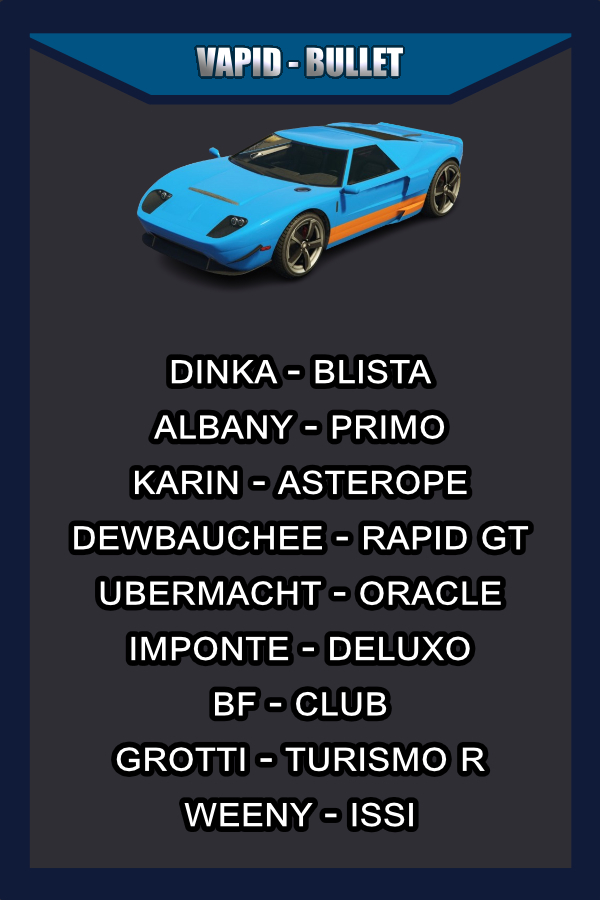 VAPID - BULLET
DINKA - BLISTA
ALBANY - PRIMO
KARIN - ASTEROPE
DEWBAUCHEE - RAPID GT
UBERMACHT - ORACLE
IMPONTE - DELUXO
BF - CLUB
GROTTI - TURISMO R
WEENY - ISSI